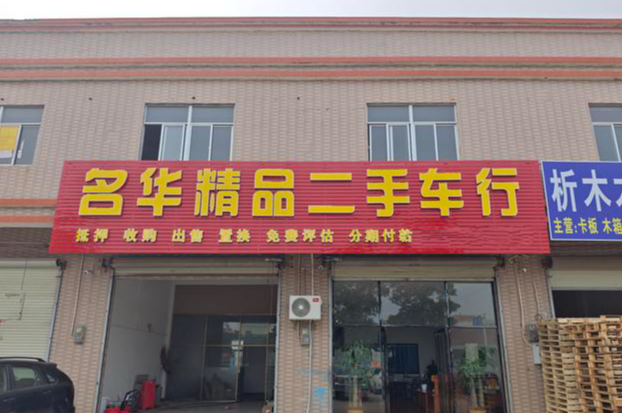 名华精品二手车行
抵押 收购 出售 置换 免费评估 分期付款
析木木
主营:卡板 木箱